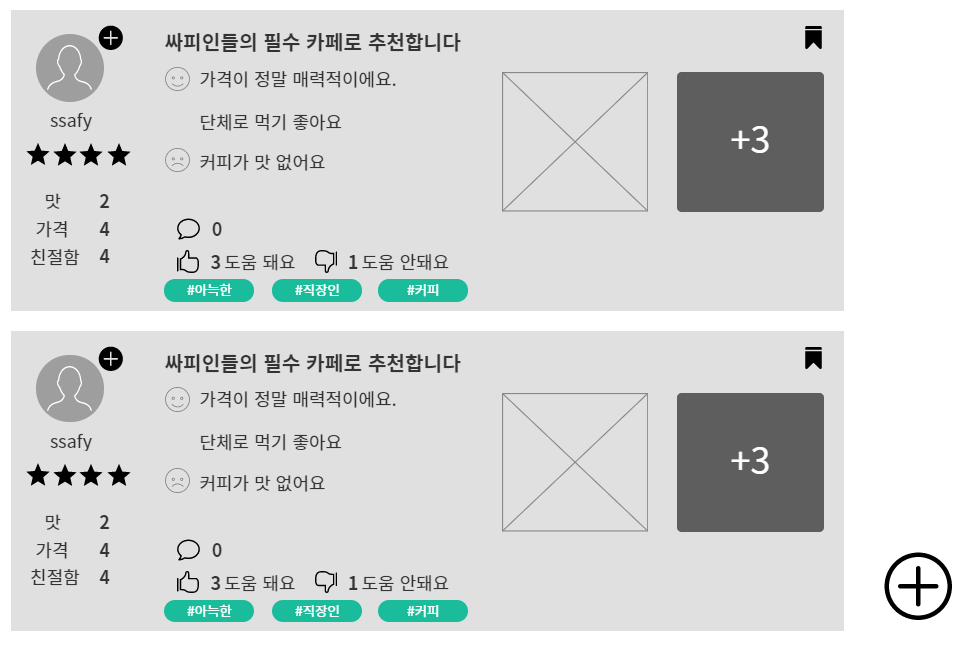 싸피인들의 필수 카페로 추천합니다
가격이 정말 매력적이에요.
단체로 먹기 좋아요
커피가 맛 없어요
ssafy
맛 2
가격 4
친절함 4
0
3 도움 돼요 1 도움 안돼요
#아늑한 #직장인 #커피
+3
싸피인들의 필수 카페로 추천합니다
가격이 정말 매력적이에요.
단체로 먹기 좋아요
커피가 맛 없어요
ssafy
맛 2
가격 4
친절함 4
0
3 도움 돼요 1 도움 안돼요
#아늑한 #직장인 #커피
+3